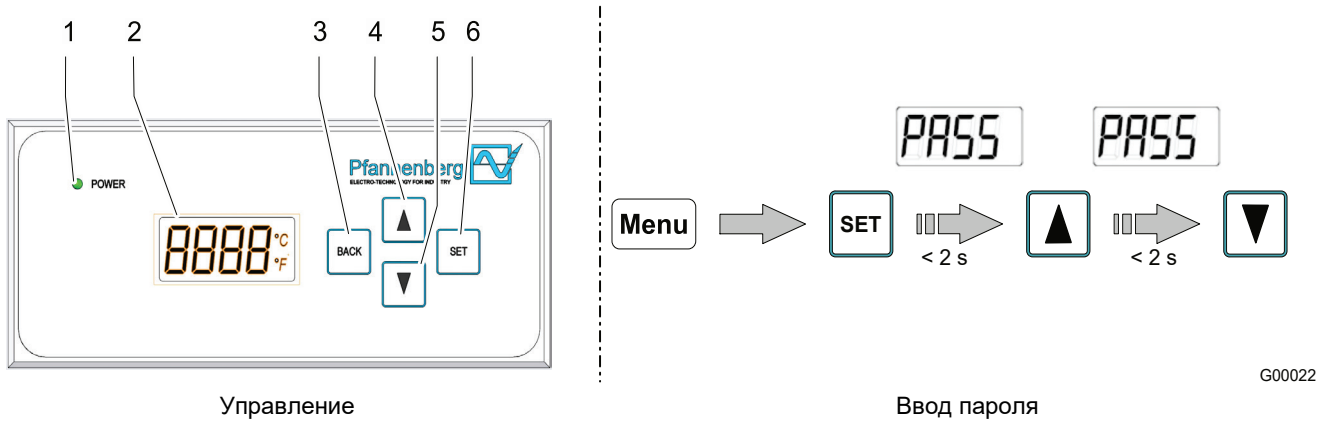 1 2 3 4 5 6
POWER
Pfannenberg
ELECTRO-TECHNOLOGY FOR INDUSTRY
8888 °C
°F
BACK
▲
▼
SET
PASS PASS
Menu SET ▲ ▼
< 2 s < 2 s
G00022
Управление Ввод пароля